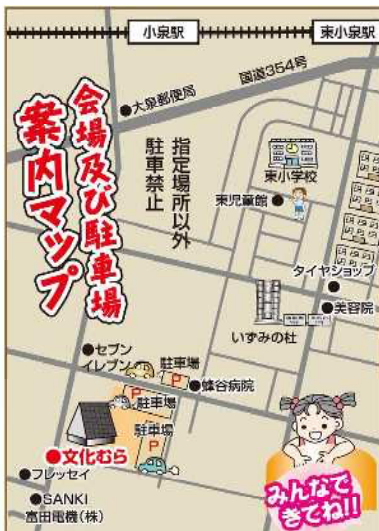 小泉駅
東小泉駅
国道354号
●大泉郵便局
会場及び駐車場
案内マップ
指定場所以外
駐車禁止
東小学校
東児童館●
タイヤショップ
●美容院
いずみの杜
●セブン
イレブン
駐車場
P
●蜂谷病院
P
駐車場
駐車場
P
●文化むら
●フレッセイ
●SANKI
富田電機(株)
みんなで
きてね!!